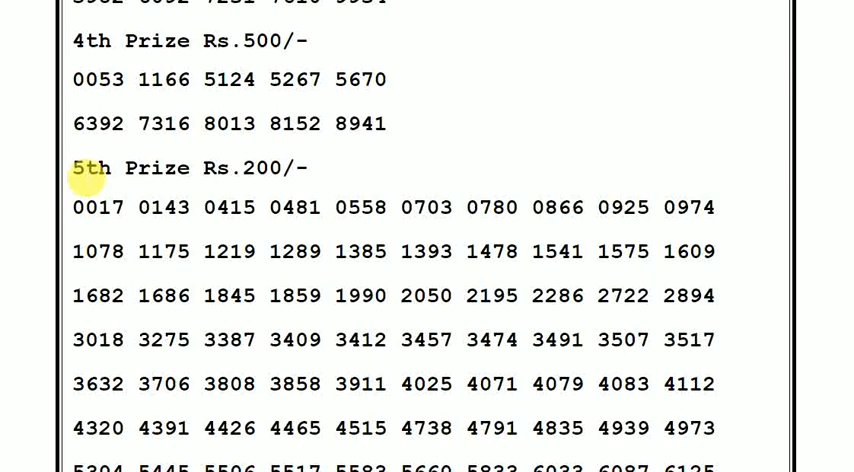 4th Prize Rs.500/-
0053 1166 5124 5267 5670
6392 7316 8013 8152 8941
5th Prize Rs.200/-
0017 0143 0415 0481 0558 0703 0780 0866 0925 0974
1078 1175 1219 1289 1385 1393 1478 1541 1575 1609
1682 1686 1845 1859 1990 2050 2195 2286 2722 2894
3018 3275 3387 3409 3412 3457 3474 3491 3507 3517
3632 3706 3808 3858 3911 4025 4071 4079 4083 4112
4320 4391 4426 4465 4515 4738 4791 4835 4939 4973